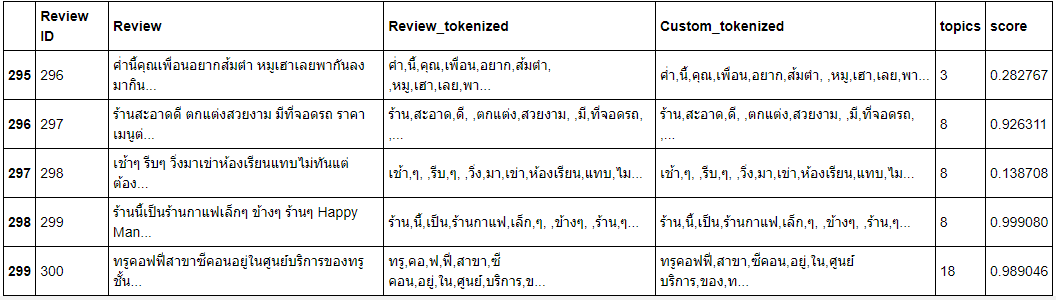 Review ID Review Review_tokenized Custom_tokenized topics score
295 296 ค่ำนี้คุณเพื่อนอยากส้มตำ หมูเฮาเลยพากันลง
มากิน... ค่ำ,นี้,คุณ,เพื่อน,อยาก,ส้มตำ, ,หมู,เฮา,เลย,พา... ค่ำ,นี้,คุณ,เพื่อน,อยาก,ส้มตำ, ,หมู,เฮา,เลย,พา... 3 0.282767
296 297 ร้านสะอาดดี ตกแต่งสวยงาม มีที่จอดรถ ราคา
เมนูต่... ร้าน,สะอาด,ดี, ,ตกแต่ง,สวยงาม, ,มี,ที่จอดรถ, ,... ร้าน,สะอาด,ดี, ,ตกแต่ง,สวยงาม, ,มี,ที่จอดรถ, ,... 8 0.926311
297 298 เช้าๆ รีบๆ วิ่งมาเข้าห้องเรียนแทบไม่ทันแต่
ต้อง... เช้า,ๆ, ,รีบ,ๆ, ,วิ่ง,มา,เข้า,ห้องเรียน,แทบ,ไม... เช้า,ๆ, ,รีบ,ๆ, ,วิ่ง,มา,เข้า,ห้องเรียน,แทบ,ไม... 8 0.138708
298 299 ร้านนี้เป็นร้านกาแฟเล็กๆ ข้างๆ ร้านๆ Happy
Man... ร้าน,นี้,เป็น,ร้านกาแฟ,เล็ก,ๆ, ,ข้างๆ, ,ร้าน,ๆ... ร้าน,นี้,เป็น,ร้านกาแฟ,เล็ก,ๆ, ,ข้างๆ, ,ร้าน,ๆ... 8 0.999080
299 300 ทรูคอฟฟี่สาขาซีคอนอยู่ในศูนย์บริการของทรู
ชั้น... ทรู,คอ,ฟ,ฟี่,สาขา,ซี
คอน,อยู่,ใน,ศูนย์,บริการ,ข... ทรูคอฟฟี่,สาขา,ซีคอน,อยู่,ใน,ศูนย์
บริการ,ของ,ท... 18 0.989046